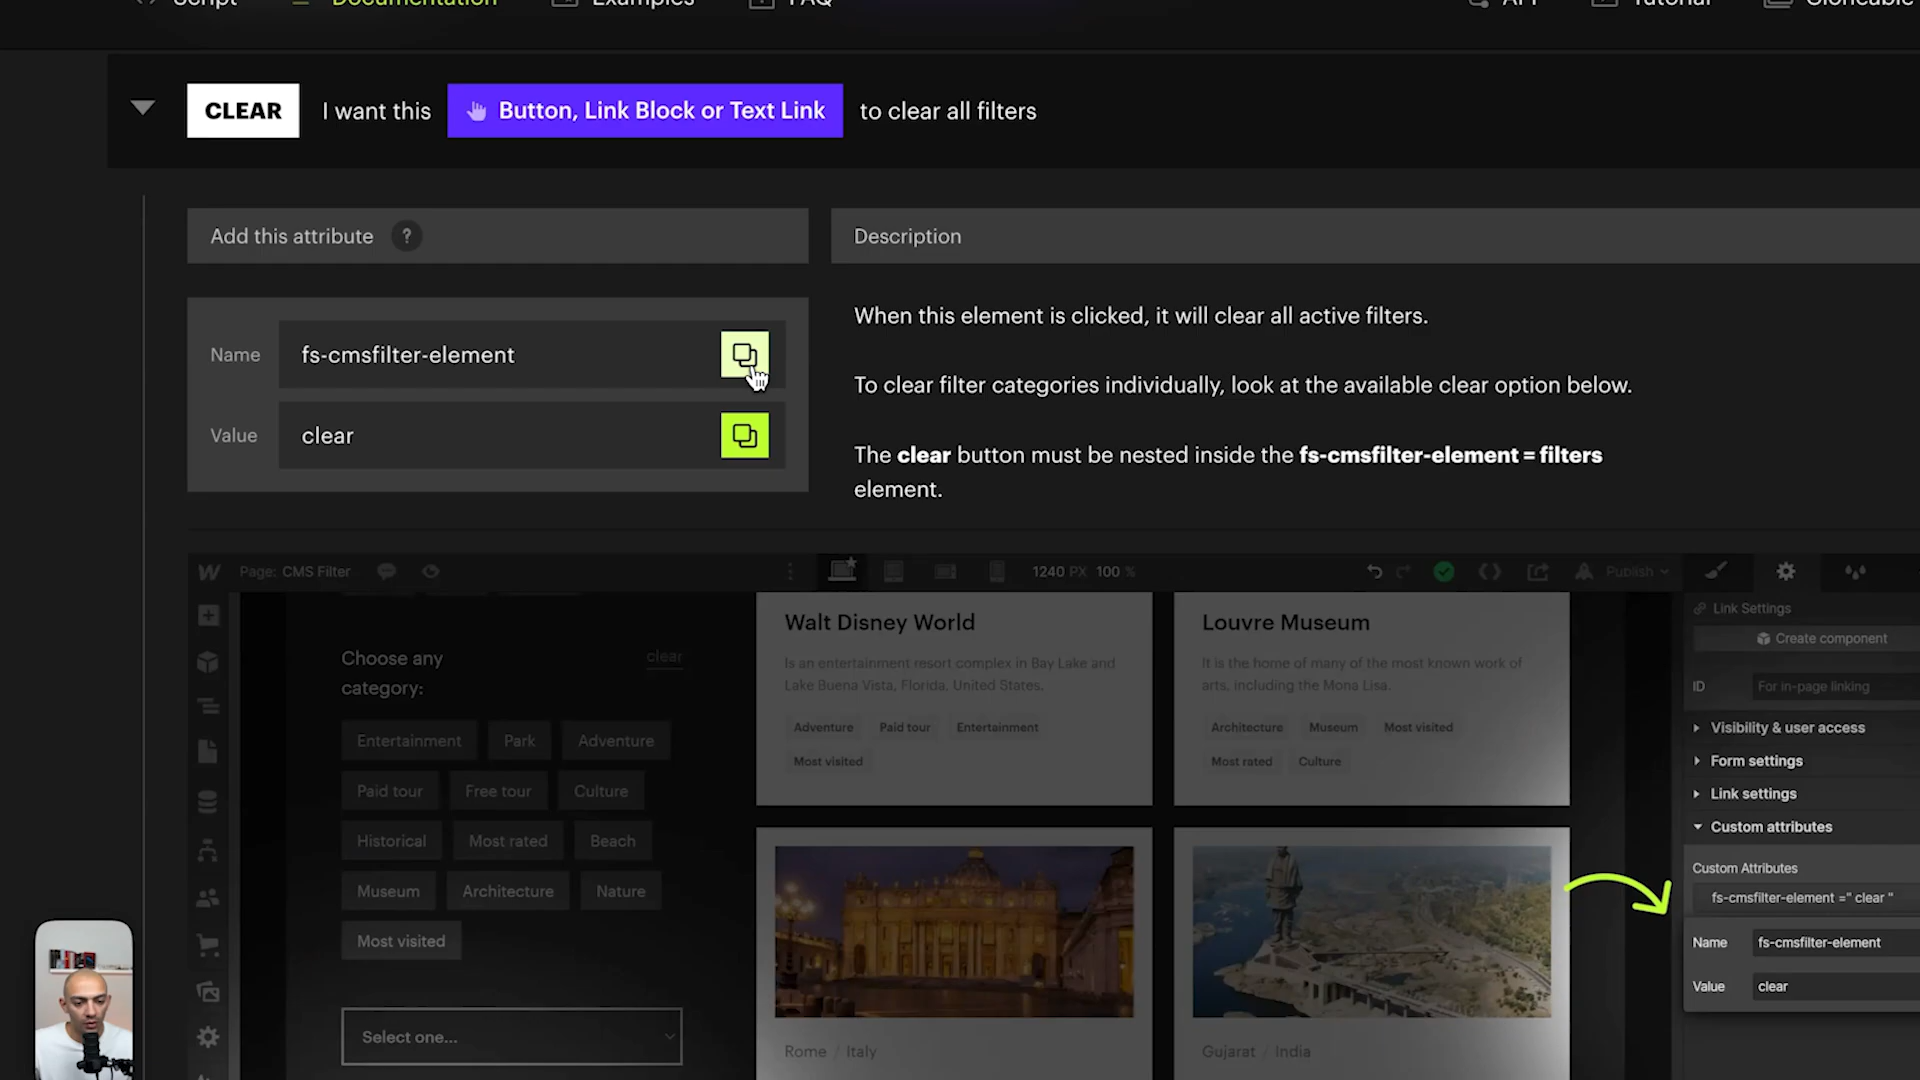 Script
Documentation
Examples
FAQ
API
Tutorial
Cloneable
CLEAR I want this Button, Link Block or Text Link to clear all filters
Add this attribute ?
Description
Name fs-cmsfilter-element
Value clear
When this element is clicked, it will clear all active filters.
To clear filter categories individually, look at the available clear option below.
The clear button must be nested inside the fs-cmsfilter-element = filters
element.
Page: CMS Filter
1240 PX 100 %
Publish
Choose any
category:
clear
Entertainment Park Adventure
Paid tour Free tour Culture
Historical Most rated Beach
Museum Architecture Nature
Most visited
Select one...
Walt Disney World
Is an entertainment resort complex in Bay Lake and
Lake Buena Vista, Florida, United States.
Adventure Paid tour Entertainment
Most visited
Louvre Museum
It is the home of many of the most known work of
arts, including the Mona Lisa.
Architecture Museum Most visited
Most rated Culture
Rome / Italy
Gujarat / India
Link Settings
Create component
ID For in-page linking
Visibility & user access
Form settings
Link settings
Custom attributes
Custom Attributes
fs-cmsfilter-element =" clear "
Name fs-cmsfilter-element
Value clear